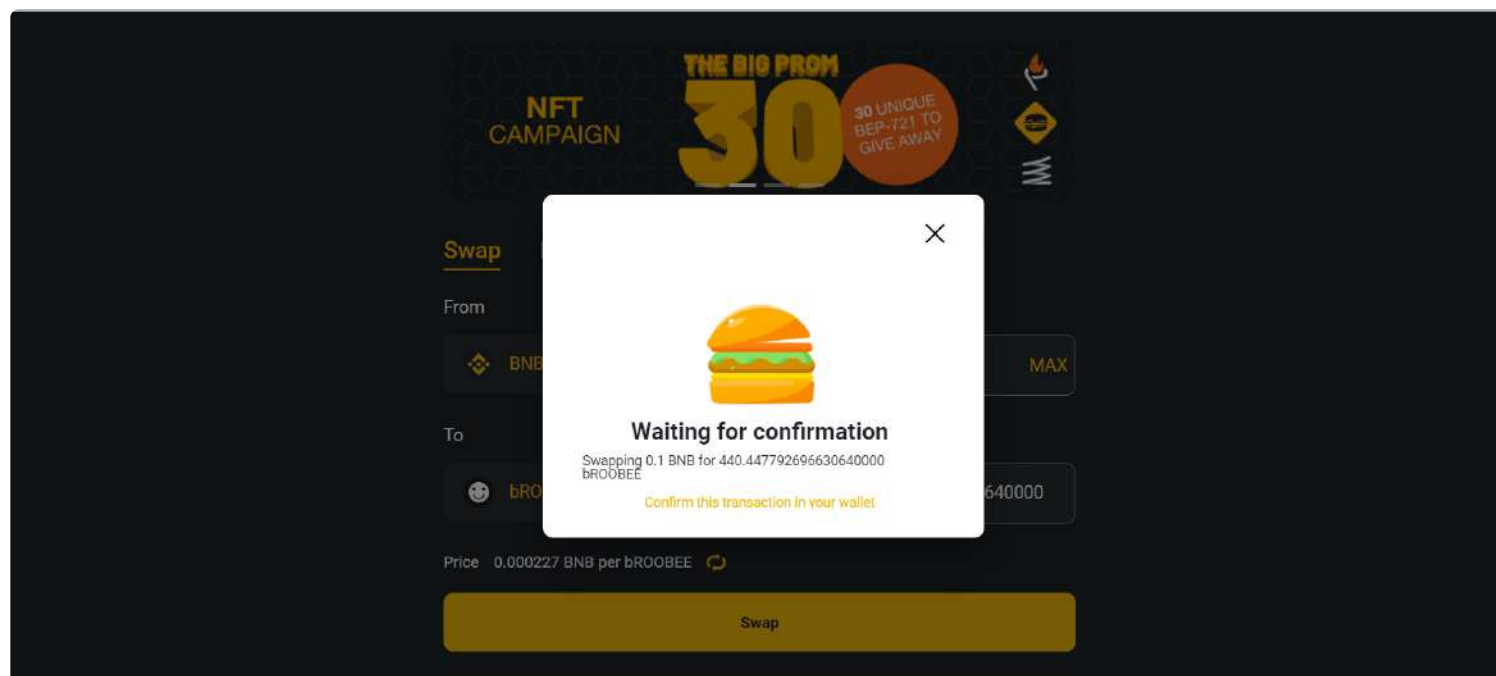 THE BIG PROM
NFT
CAMPAIGN
30
30 UNIQUE
BEP-721 TO
GIVE AWAY
Swap
From
BNB
MAX
To
bRO
640000
Waiting for confirmation
Swapping 0.1 BNB for 440.447792696630640000
bROOBEE
Confirm this transaction in your wallet
Price 0.000227 BNB per bROOBEE
Swap